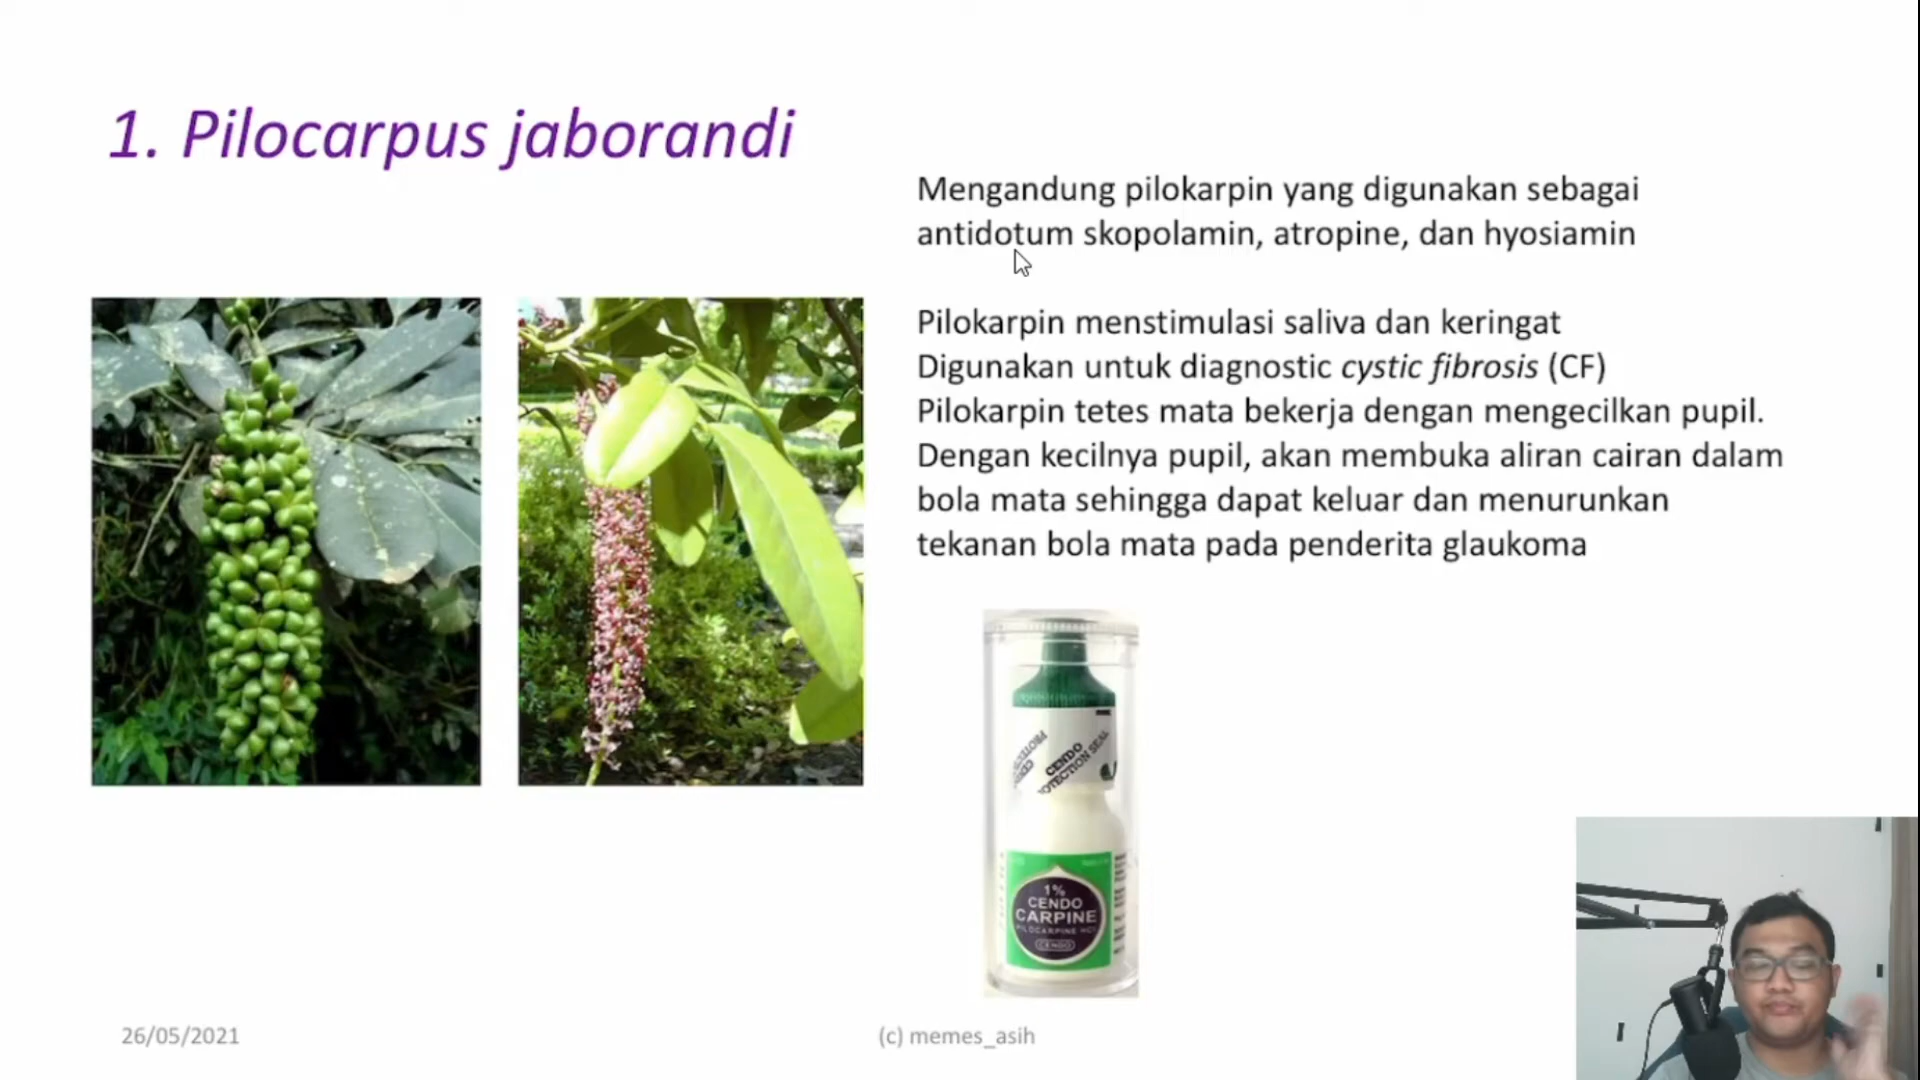 1. Pilocarpus jaborandi
Mengandung pilokarpin yang digunakan sebagai
antidotum skopolamin, atropine, dan hyosiamin
Pilokarpin menstimulasi saliva dan keringat
Digunakan untuk diagnostic cystic fibrosis (CF)
Pilokarpin tetes mata bekerja dengan mengecilkan pupil.
Dengan kecilnya pupil, akan membuka aliran cairan dalam
bola mata sehingga dapat keluar dan menurunkan
tekanan bola mata pada penderita glaukoma
CENDO
1%
CENDO
CARPINE
PILOCARPINE HCl
CENDO
26/05/2021
(c) memes_asih